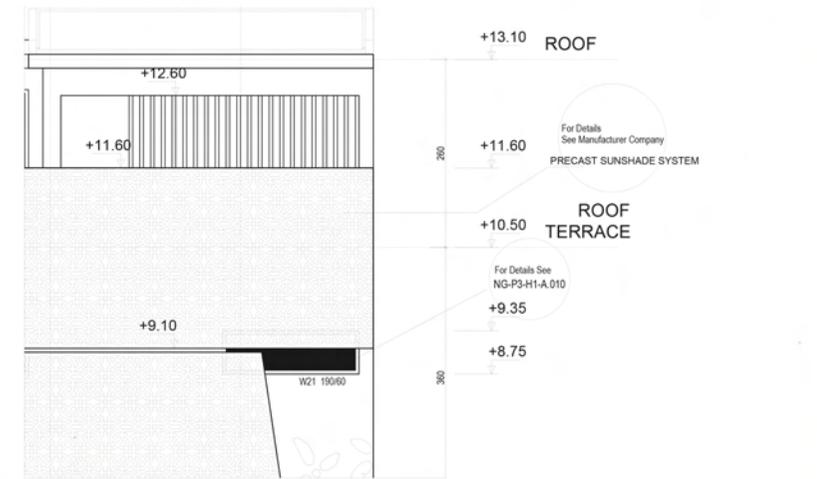 +13.10 ROOF
+12.60
For Details
See Manufacturer Company
+11.60
+11.60
260
PRECAST SUNSHADE SYSTEM
ROOF
TERRACE
+10.50
For Details See
NG-P3-H1-A.010
+9.35
+9.10
+8.75
W21 190/60
360